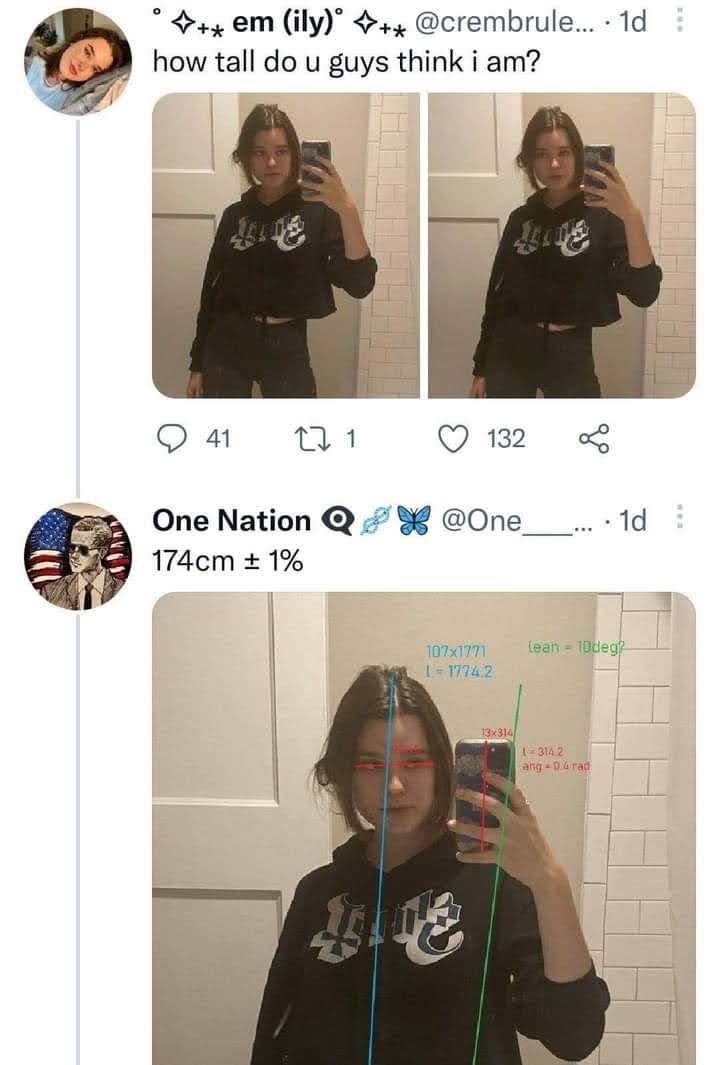 ° ✧₊⁎ em (ily)° ✧₊⁎ @crembrule... · 1d
how tall do u guys think i am?
41 1 132
One Nation @One___... · 1d
174cm ± 1%
107x1771
l = 1774.2
lean = 10deg?
13x314
l = 314.2
ang = 0.4 rad